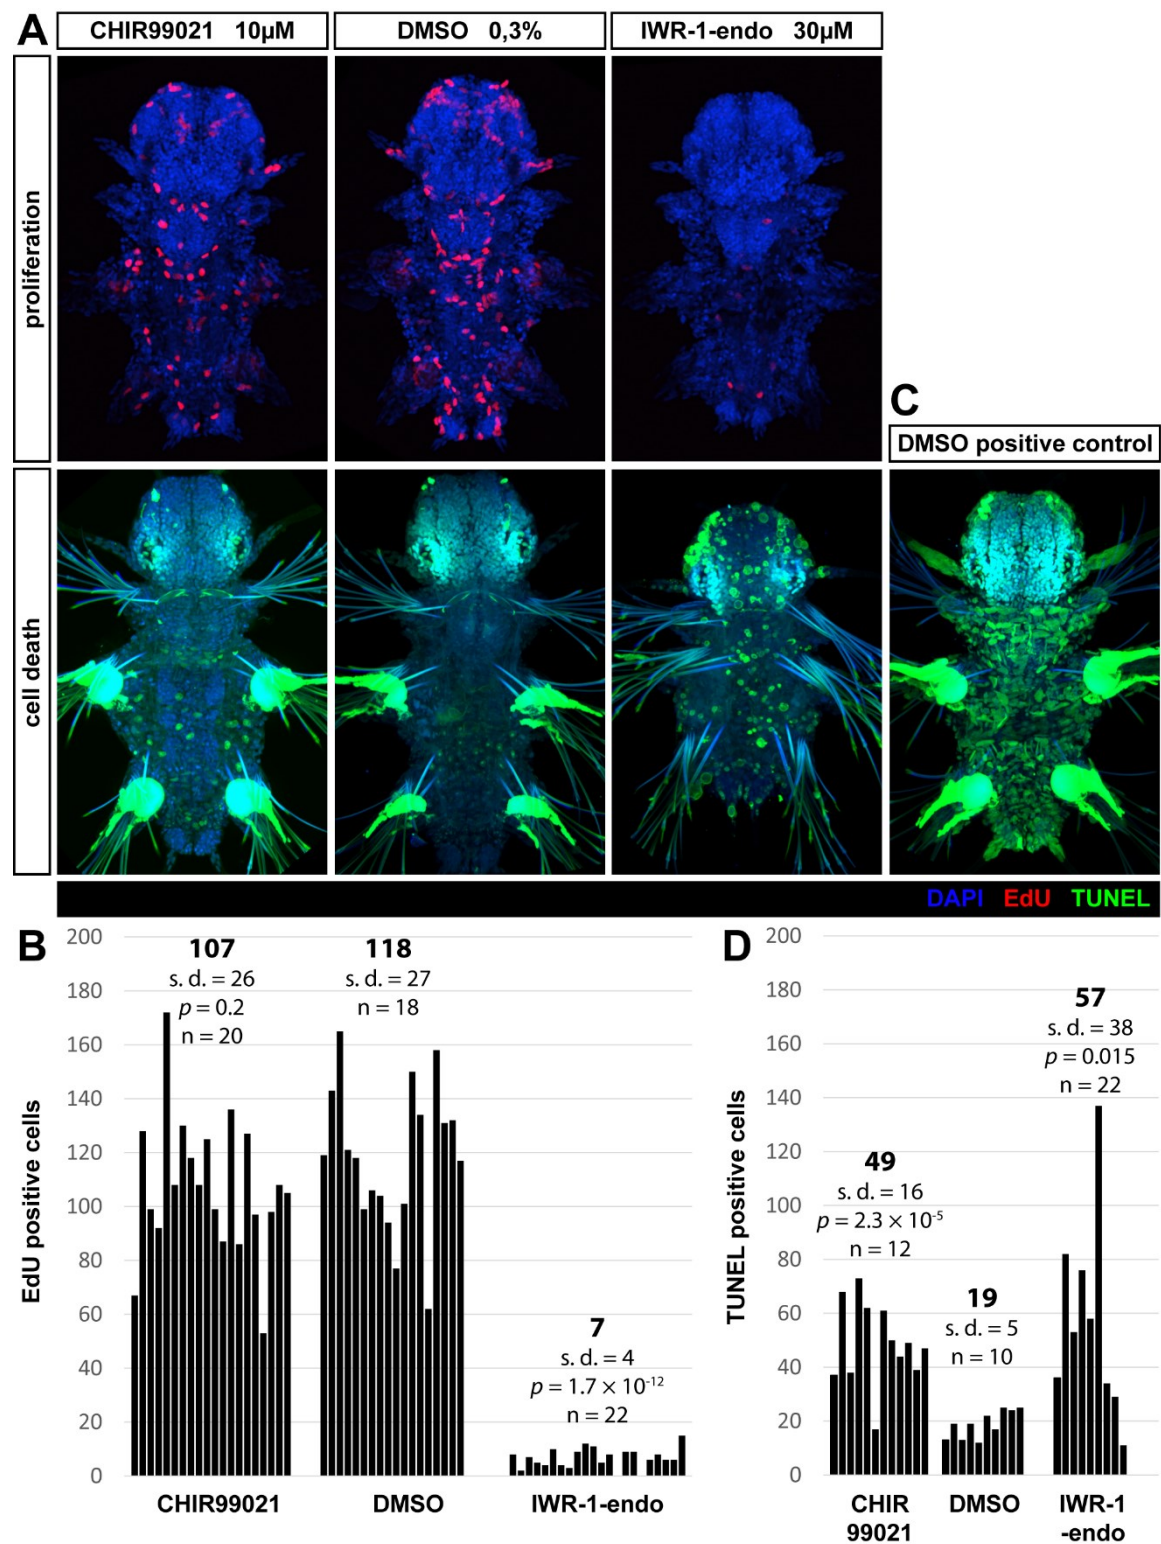 A
CHIR99021 10µM
DMSO 0,3%
IWR-1-endo 30µM
proliferation
C
DMSO positive control
cell death
DAPI EdU TUNEL
B
EdU positive cells
200
180
160
140
120
100
80
60
40
20
0
107
s. d. = 26
p = 0.2
n = 20
118
s. d. = 27
n = 18
7
s. d. = 4
p = 1.7 × 10⁻¹²
n = 22
CHIR99021
DMSO
IWR-1-endo
D
TUNEL positive cells
200
180
160
140
120
100
80
60
40
20
0
49
s. d. = 16
p = 2.3 × 10⁻⁵
n = 12
19
s. d. = 5
n = 10
57
s. d. = 38
p = 0.015
n = 22
CHIR
99021
DMSO
IWR-1
-endo